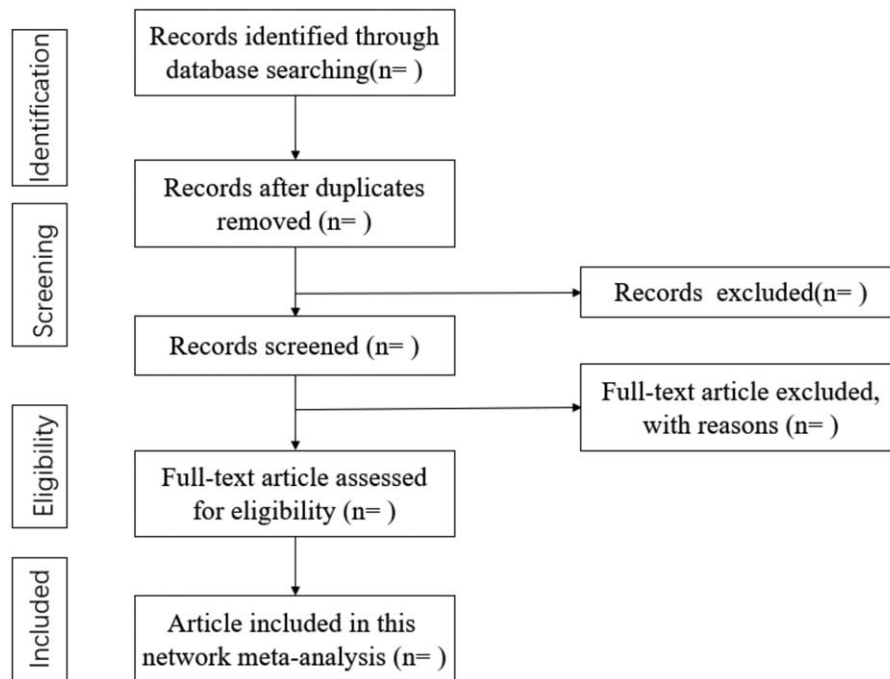 Identification
Records identified through
database searching(n= )
Records after duplicates
removed (n= )
Screening
Records  excluded(n= )
Records screened (n= )
Full-text article excluded,
with reasons (n= )
Eligibility
Full-text article assessed
for eligibility (n= )
Included
Article included in this
network meta-analysis (n= )